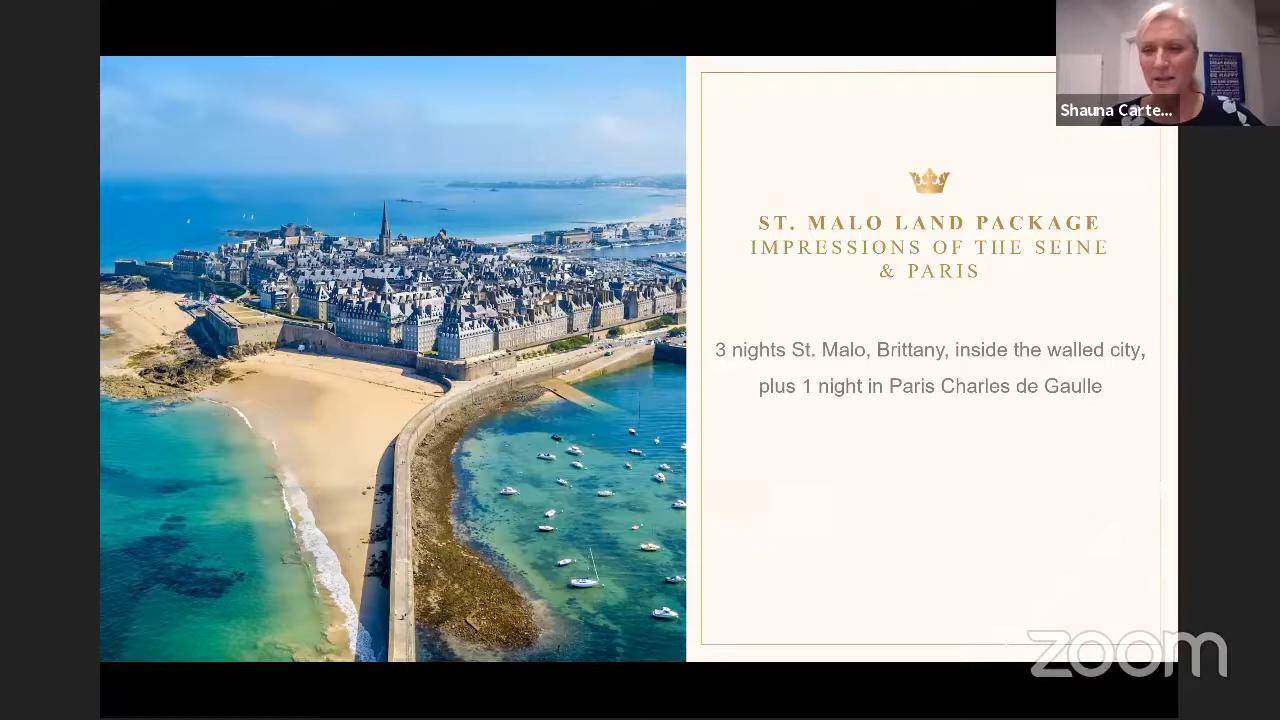 Shauna Carte...
ST. MALO LAND PACKAGE
IMPRESSIONS OF THE SEINE
& PARIS
3 nights St. Malo, Brittany, inside the walled city,
plus 1 night in Paris Charles de Gaulle
zoom